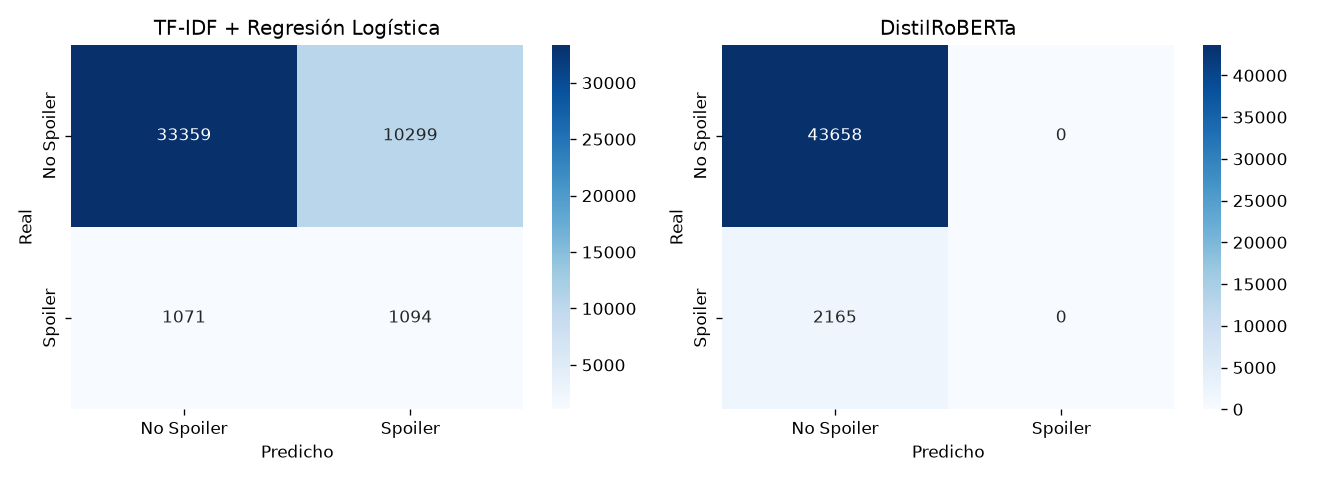 TF-IDF + Regresión Logística
No Spoiler
Spoiler
Real
33359
10299
1071
1094
No Spoiler
Spoiler
Predicho
30000
25000
20000
15000
10000
5000
DistilRoBERTa
No Spoiler
Spoiler
Real
43658
0
2165
0
No Spoiler
Spoiler
Predicho
40000
35000
30000
25000
20000
15000
10000
5000
0